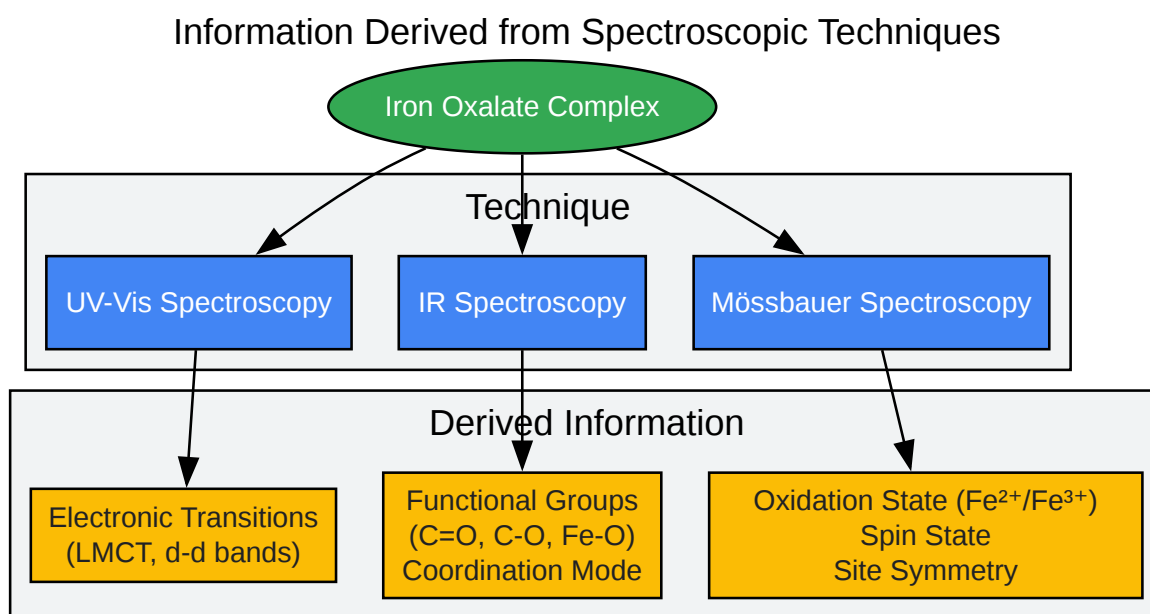 Information Derived from Spectroscopic Techniques
Iron Oxalate Complex
Technique
UV-Vis Spectroscopy
IR Spectroscopy
Mössbauer Spectroscopy
Derived Information
Electronic Transitions
(LMCT, d-d bands)
Functional Groups
(C=O, C-O, Fe-O)
Coordination Mode
Oxidation State (Fe²⁺/Fe³⁺)
Spin State
Site Symmetry